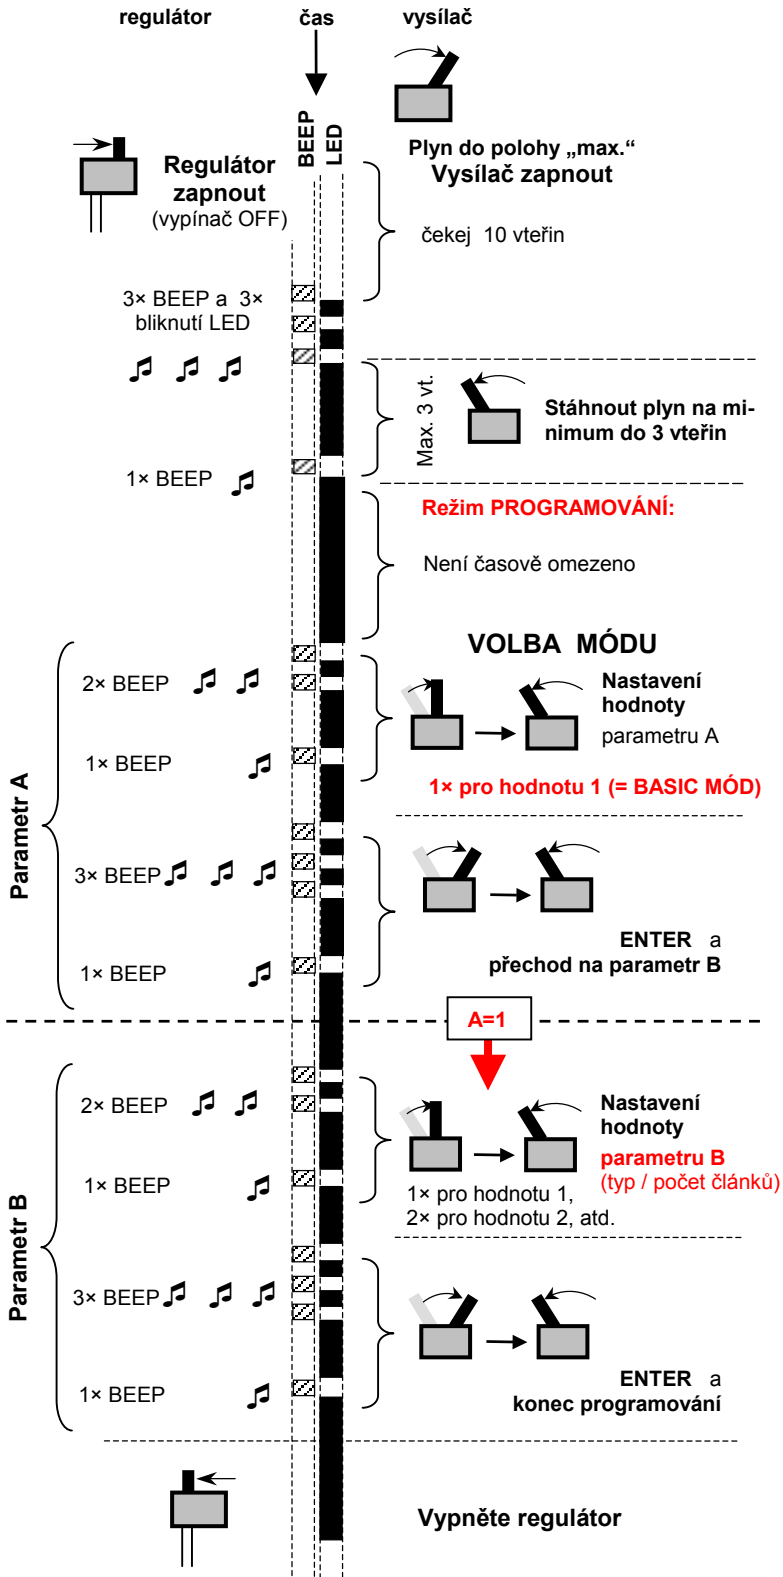 regulátor
čas
vysílač
BEEP
LED
Plyn do polohy „max.“
Vysílač zapnout
Regulátor
zapnout
(vypínač OFF)
čekej 10 vteřin
3× BEEP a 3×
bliknutí LED
Max. 3 vt.
Stáhnout plyn na mi-
nimum do 3 vteřin
1× BEEP
Režim PROGRAMOVÁNÍ:
Není časově omezeno
VOLBA MÓDU
Parametr A
2× BEEP
Nastavení
hodnoty
parametru A
1× BEEP
1× pro hodnotu 1 (= BASIC MÓD)
3× BEEP
ENTER a
přechod na parametr B
1× BEEP
A=1
Parametr B
2× BEEP
Nastavení
hodnoty
parametru B
(typ / počet článků)
1× BEEP
1× pro hodnotu 1,
2× pro hodnotu 2, atd.
3× BEEP
ENTER a
konec programování
1× BEEP
Vypněte regulátor